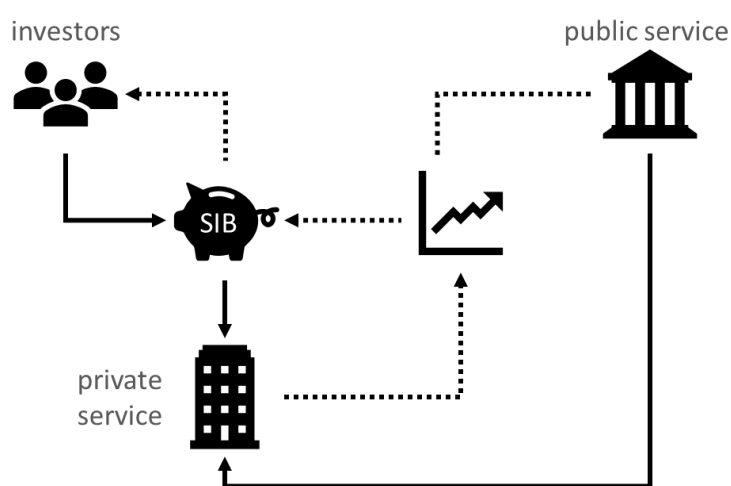 investors
public service
SIB
private
service